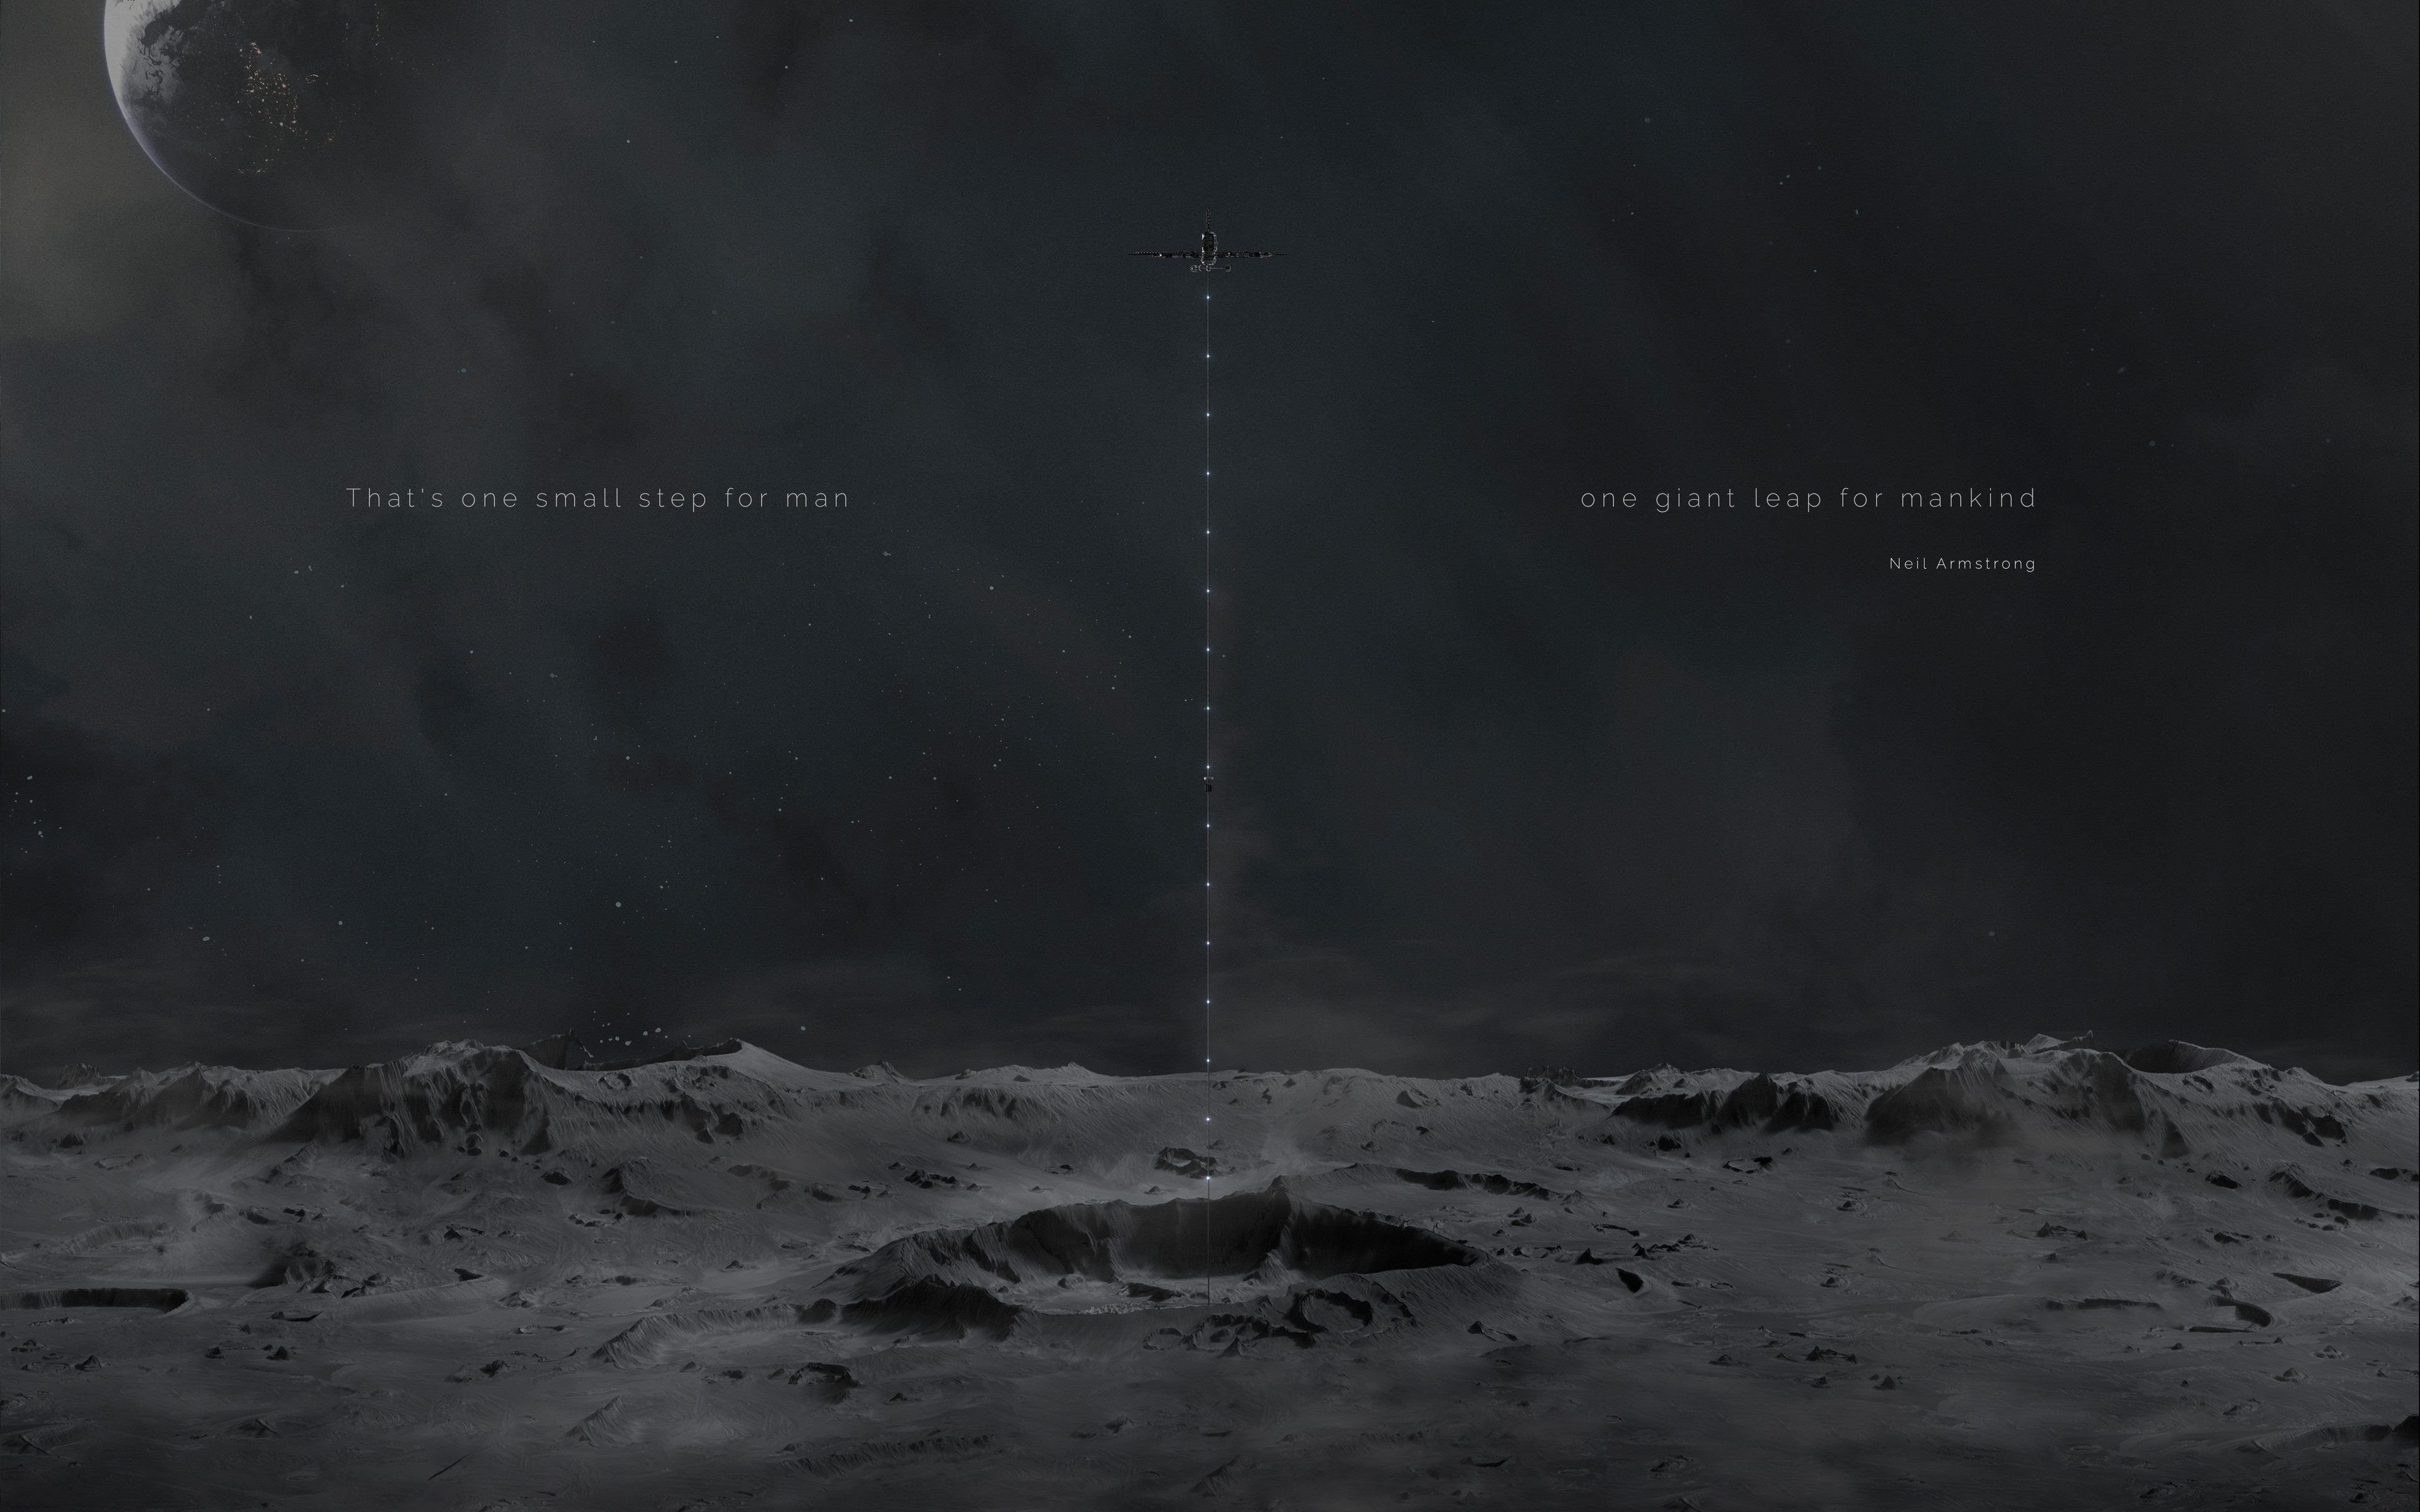 That's one small step for man
one giant leap for mankind
Neil Armstrong